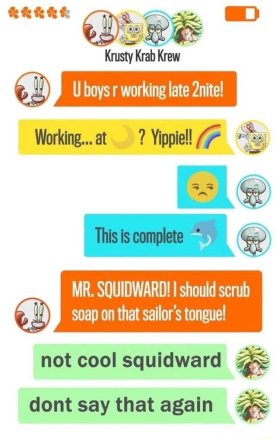 Krusty Krab Krew
U boys r working late 2nite!
Working... at 🌙? Yippie!! 🌈
😒
This is complete 🐬
MR. SQUIDWARD! I should scrub
soap on that sailor's tongue!
not cool squidward
dont say that again